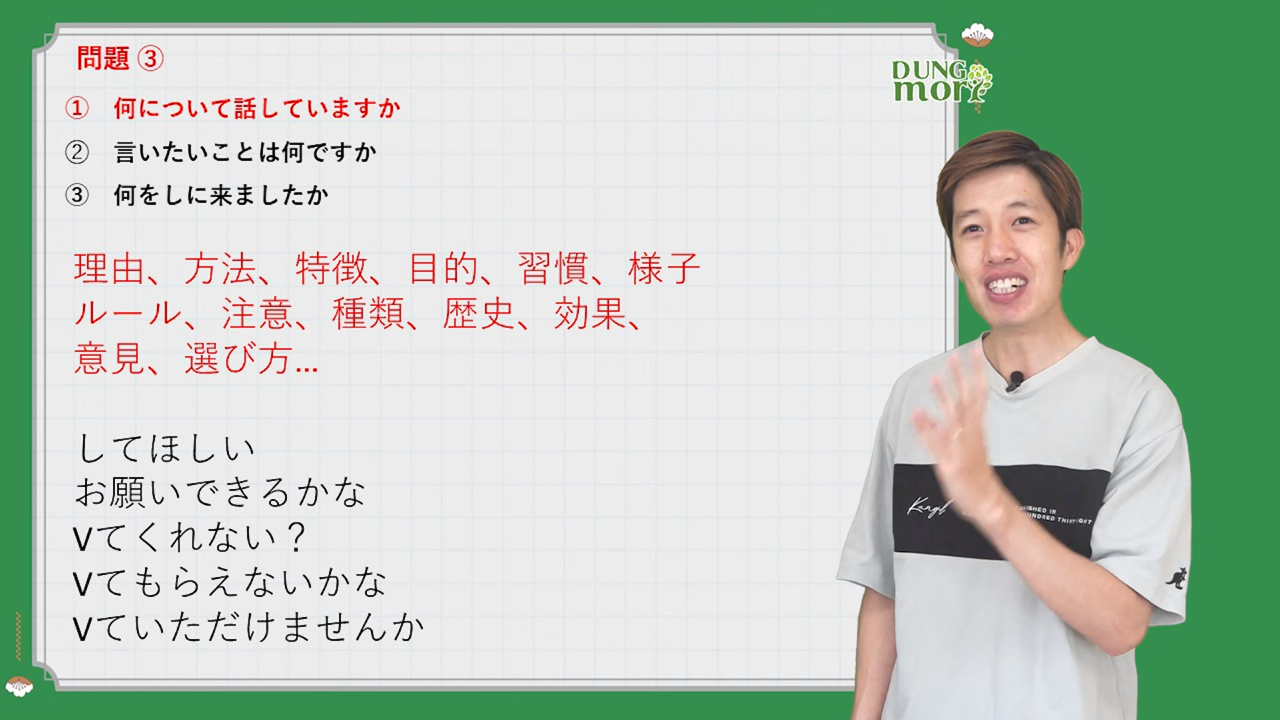 問題 ③
① 何について話していますか
② 言いたいことは何ですか
③ 何をしに来ましたか
理由、方法、特徴、目的、習慣、様子
ルール、注意、種類、歴史、効果、
意見、選び方...
してほしい
お願いできるかな
Vてくれない？
Vてもらえないかな
Vていただけませんか
DUNG
mori